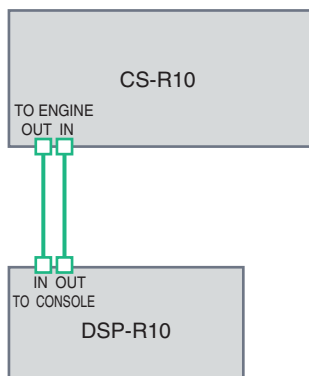 CS-R10
TO ENGINE
OUT IN
IN OUT
TO CONSOLE
DSP-R10